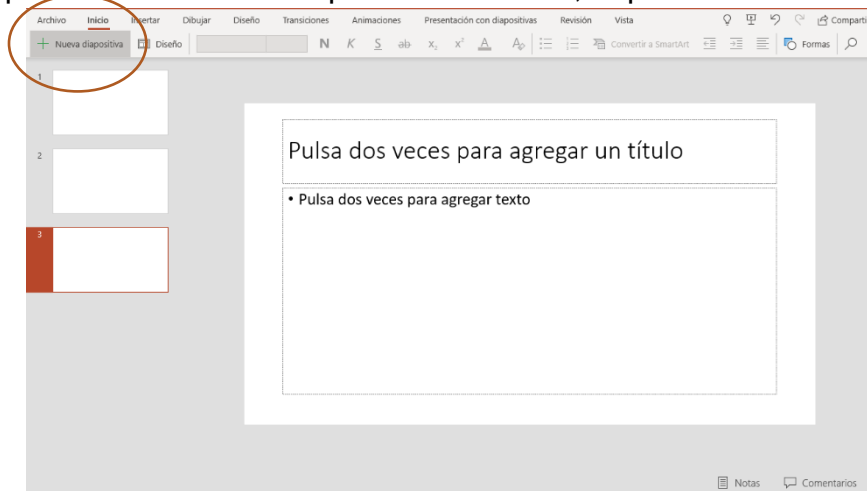 Archivo Inicio Insertar Dibujar Diseño Transiciones Animaciones Presentación con diapositivas Revisión Vista Comparti
Nueva diapositiva Diseño N K S ab X₂ X² A A Convertir a SmartArt Formas
1
2
3
Pulsa dos veces para agregar un título
• Pulsa dos veces para agregar texto
Notas Comentarios